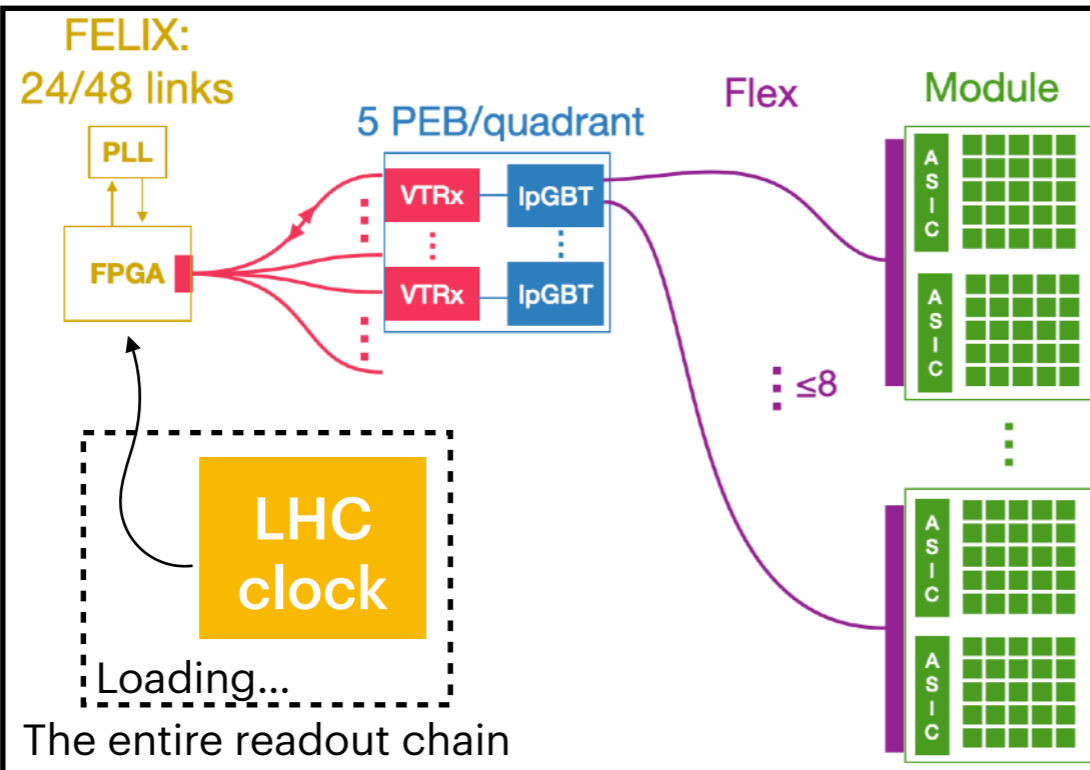 FELIX:
24/48 links
PLL
FPGA
5 PEB/quadrant
VTRx
lpGBT
VTRx
lpGBT
Flex
≤8
Module
ASIC
ASIC
ASIC
ASIC
LHC
clock
Loading...
The entire readout chain